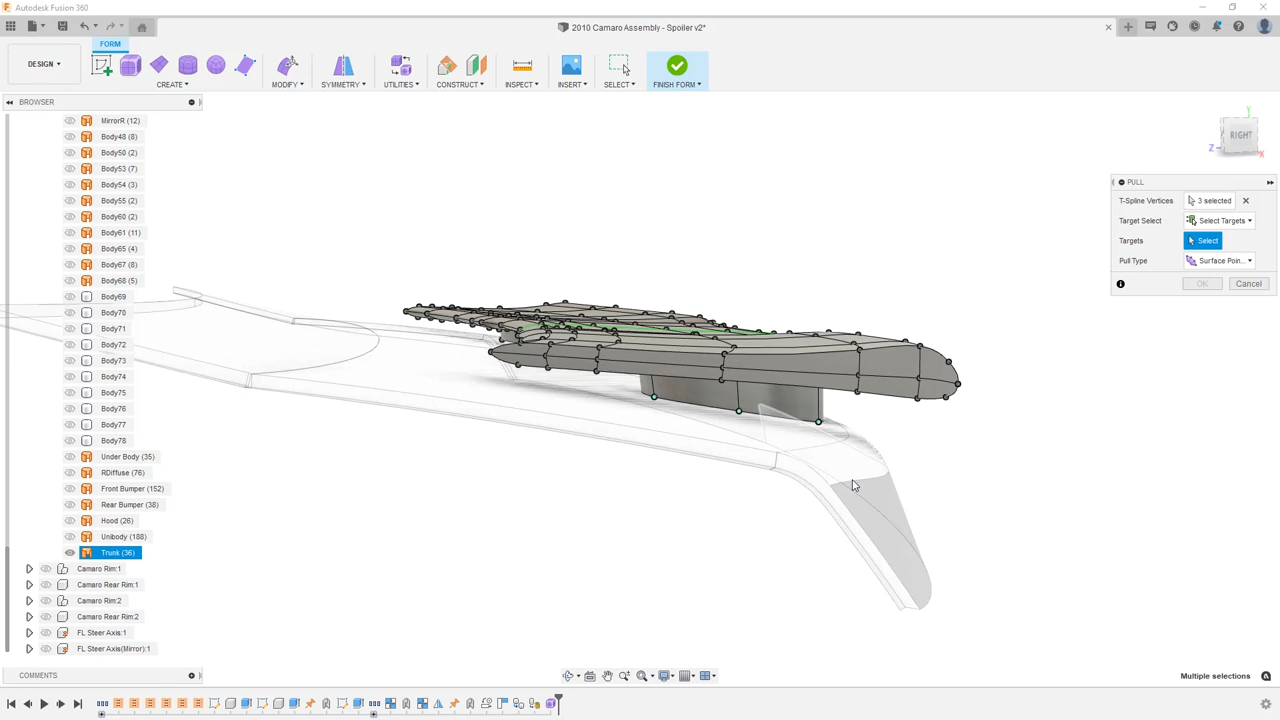 Autodesk Fusion 360
2010 Camaro Assembly - Spoiler v2*
FORM
DESIGN
CREATE
MODIFY
SYMMETRY
UTILITIES
CONSTRUCT
INSPECT
INSERT
SELECT
FINISH FORM
BROWSER
MirrorR (12)
Body48 (8)
Body50 (2)
Body53 (7)
Body54 (3)
Body55 (2)
Body60 (2)
Body61 (11)
Body65 (4)
Body67 (8)
Body68 (5)
Body69
Body70
Body71
Body72
Body73
Body74
Body75
Body76
Body77
Body78
Under Body (35)
RDiffuse (76)
Front Bumper (152)
Rear Bumper (38)
Hood (26)
Unibody (188)
Trunk (36)
Camaro Rim:1
Camaro Rear Rim:1
Camaro Rim:2
Camaro Rear Rim:2
FL Steer Axis:1
FL Steer Axis(Mirror):1
COMMENTS
Y
RIGHT
Z
X
PULL
T-Spline Vertices 3 selected
Target Select Select Targets
Targets Select
Pull Type Surface Poin...
OK Cancel
Multiple selections